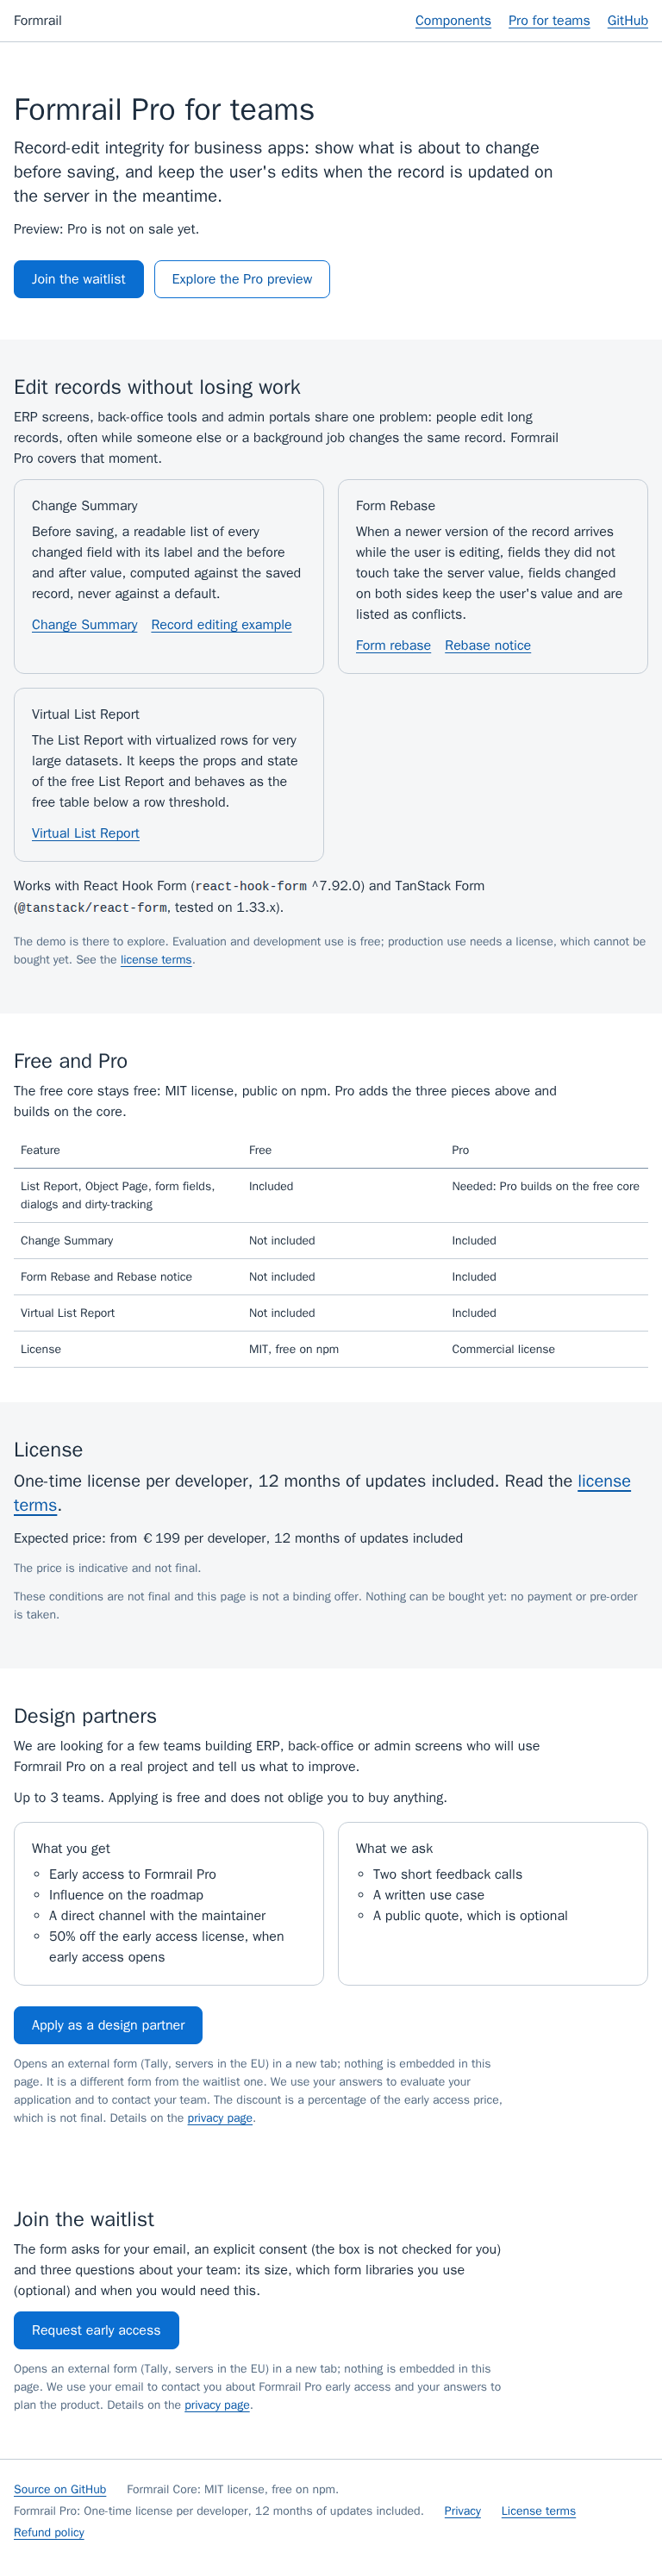 Formrail
Components Pro for teams GitHub
Formrail Pro for teams
Record-edit integrity for business apps: show what is about to change
before saving, and keep the user's edits when the record is updated on
the server in the meantime.
Preview: Pro is not on sale yet.
Join the waitlist
Explore the Pro preview
Edit records without losing work
ERP screens, back-office tools and admin portals share one problem: people edit long
records, often while someone else or a background job changes the same record. Formrail
Pro covers that moment.
Change Summary
Before saving, a readable list of every
changed field with its label and the before
and after value, computed against the saved
record, never against a default.
Change Summary Record editing example
Form Rebase
When a newer version of the record arrives
while the user is editing, fields they did not
touch take the server value, fields changed
on both sides keep the user's value and are
listed as conflicts.
Form rebase Rebase notice
Virtual List Report
The List Report with virtualized rows for very
large datasets. It keeps the props and state
of the free List Report and behaves as the
free table below a row threshold.
Virtual List Report
Works with React Hook Form (react-hook-form ^7.92.0) and TanStack Form
(@tanstack/react-form, tested on 1.33.x).
The demo is there to explore. Evaluation and development use is free; production use needs a license, which cannot be
bought yet. See the license terms.
Free and Pro
The free core stays free: MIT license, public on npm. Pro adds the three pieces above and
builds on the core.
Feature Free Pro
List Report, Object Page, form fields,
dialogs and dirty-tracking
Included
Needed: Pro builds on the free core
Change Summary Not included Included
Form Rebase and Rebase notice Not included Included
Virtual List Report Not included Included
License MIT, free on npm Commercial license
License
One-time license per developer, 12 months of updates included. Read the license
terms.
Expected price: from €199 per developer, 12 months of updates included
The price is indicative and not final.
These conditions are not final and this page is not a binding offer. Nothing can be bought yet: no payment or pre-order
is taken.
Design partners
We are looking for a few teams building ERP, back-office or admin screens who will use
Formrail Pro on a real project and tell us what to improve.
Up to 3 teams. Applying is free and does not oblige you to buy anything.
What you get
Early access to Formrail Pro
Influence on the roadmap
A direct channel with the maintainer
50% off the early access license, when
early access opens
What we ask
Two short feedback calls
A written use case
A public quote, which is optional
Apply as a design partner
Opens an external form (Tally, servers in the EU) in a new tab; nothing is embedded in this
page. It is a different form from the waitlist one. We use your answers to evaluate your
application and to contact your team. The discount is a percentage of the early access price,
which is not final. Details on the privacy page.
Join the waitlist
The form asks for your email, an explicit consent (the box is not checked for you)
and three questions about your team: its size, which form libraries you use
(optional) and when you would need this.
Request early access
Opens an external form (Tally, servers in the EU) in a new tab; nothing is embedded in this
page. We use your email to contact you about Formrail Pro early access and your answers to
plan the product. Details on the privacy page.
Source on GitHub Formrail Core: MIT license, free on npm.
Formrail Pro: One-time license per developer, 12 months of updates included. Privacy License terms
Refund policy